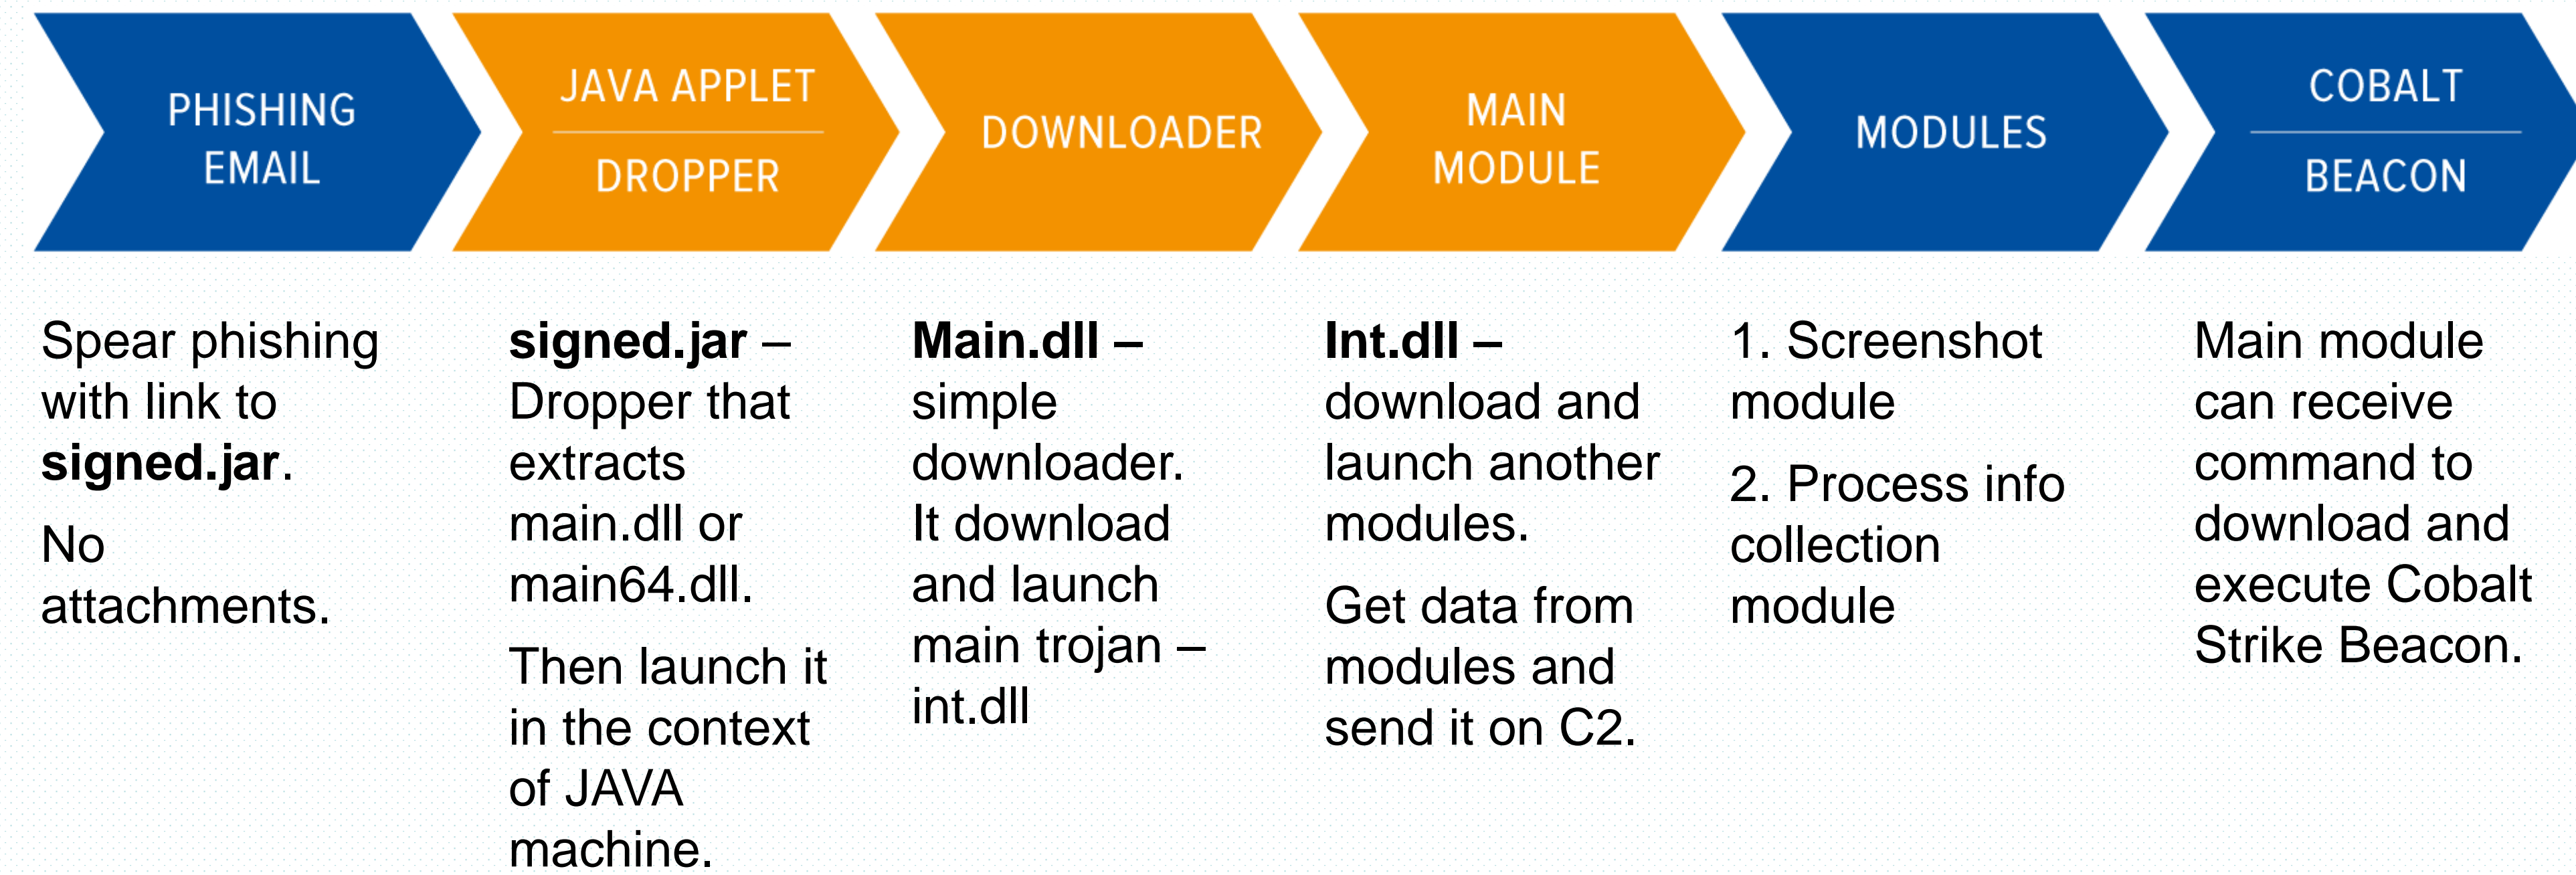 PHISHING
EMAIL
JAVA APPLET
DROPPER
DOWNLOADER
MAIN
MODULE
MODULES
COBALT
BEACON
Spear phishing
with link to
signed.jar.
No
attachments.
signed.jar –
Dropper that
extracts
main.dll or
main64.dll.
Then launch it
in the context
of JAVA
machine.
Main.dll –
simple
downloader.
It download
and launch
main trojan –
int.dll
Int.dll –
download and
launch another
modules.
Get data from
modules and
send it on C2.
1. Screenshot
module
2. Process info
collection
module
Main module
can receive
command to
download and
execute Cobalt
Strike Beacon.